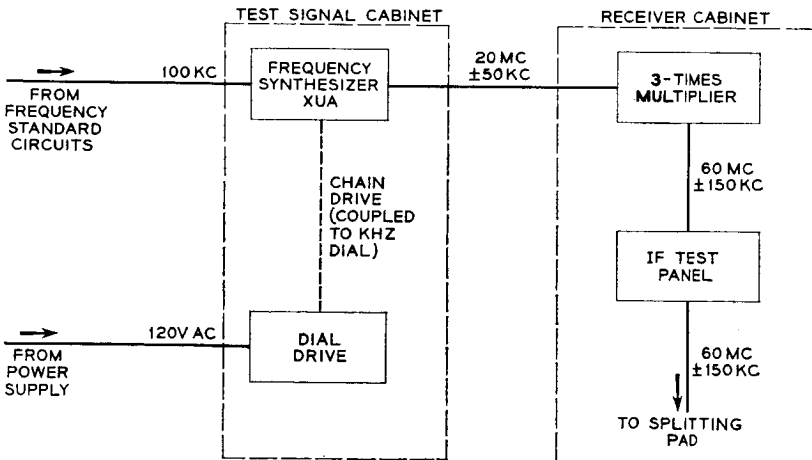 TEST SIGNAL CABINET
RECEIVER CABINET
100 KC
FROM
FREQUENCY
STANDARD
CIRCUITS
FREQUENCY
SYNTHESIZER
XUA
20 MC
±50 KC
3-TIMES
MULTIPLIER
CHAIN
DRIVE
(COUPLED
TO KHZ
DIAL)
60 MC
±150 KC
IF TEST
PANEL
120V AC
FROM
POWER
SUPPLY
DIAL
DRIVE
60 MC
±150 KC
TO SPLITTING
PAD